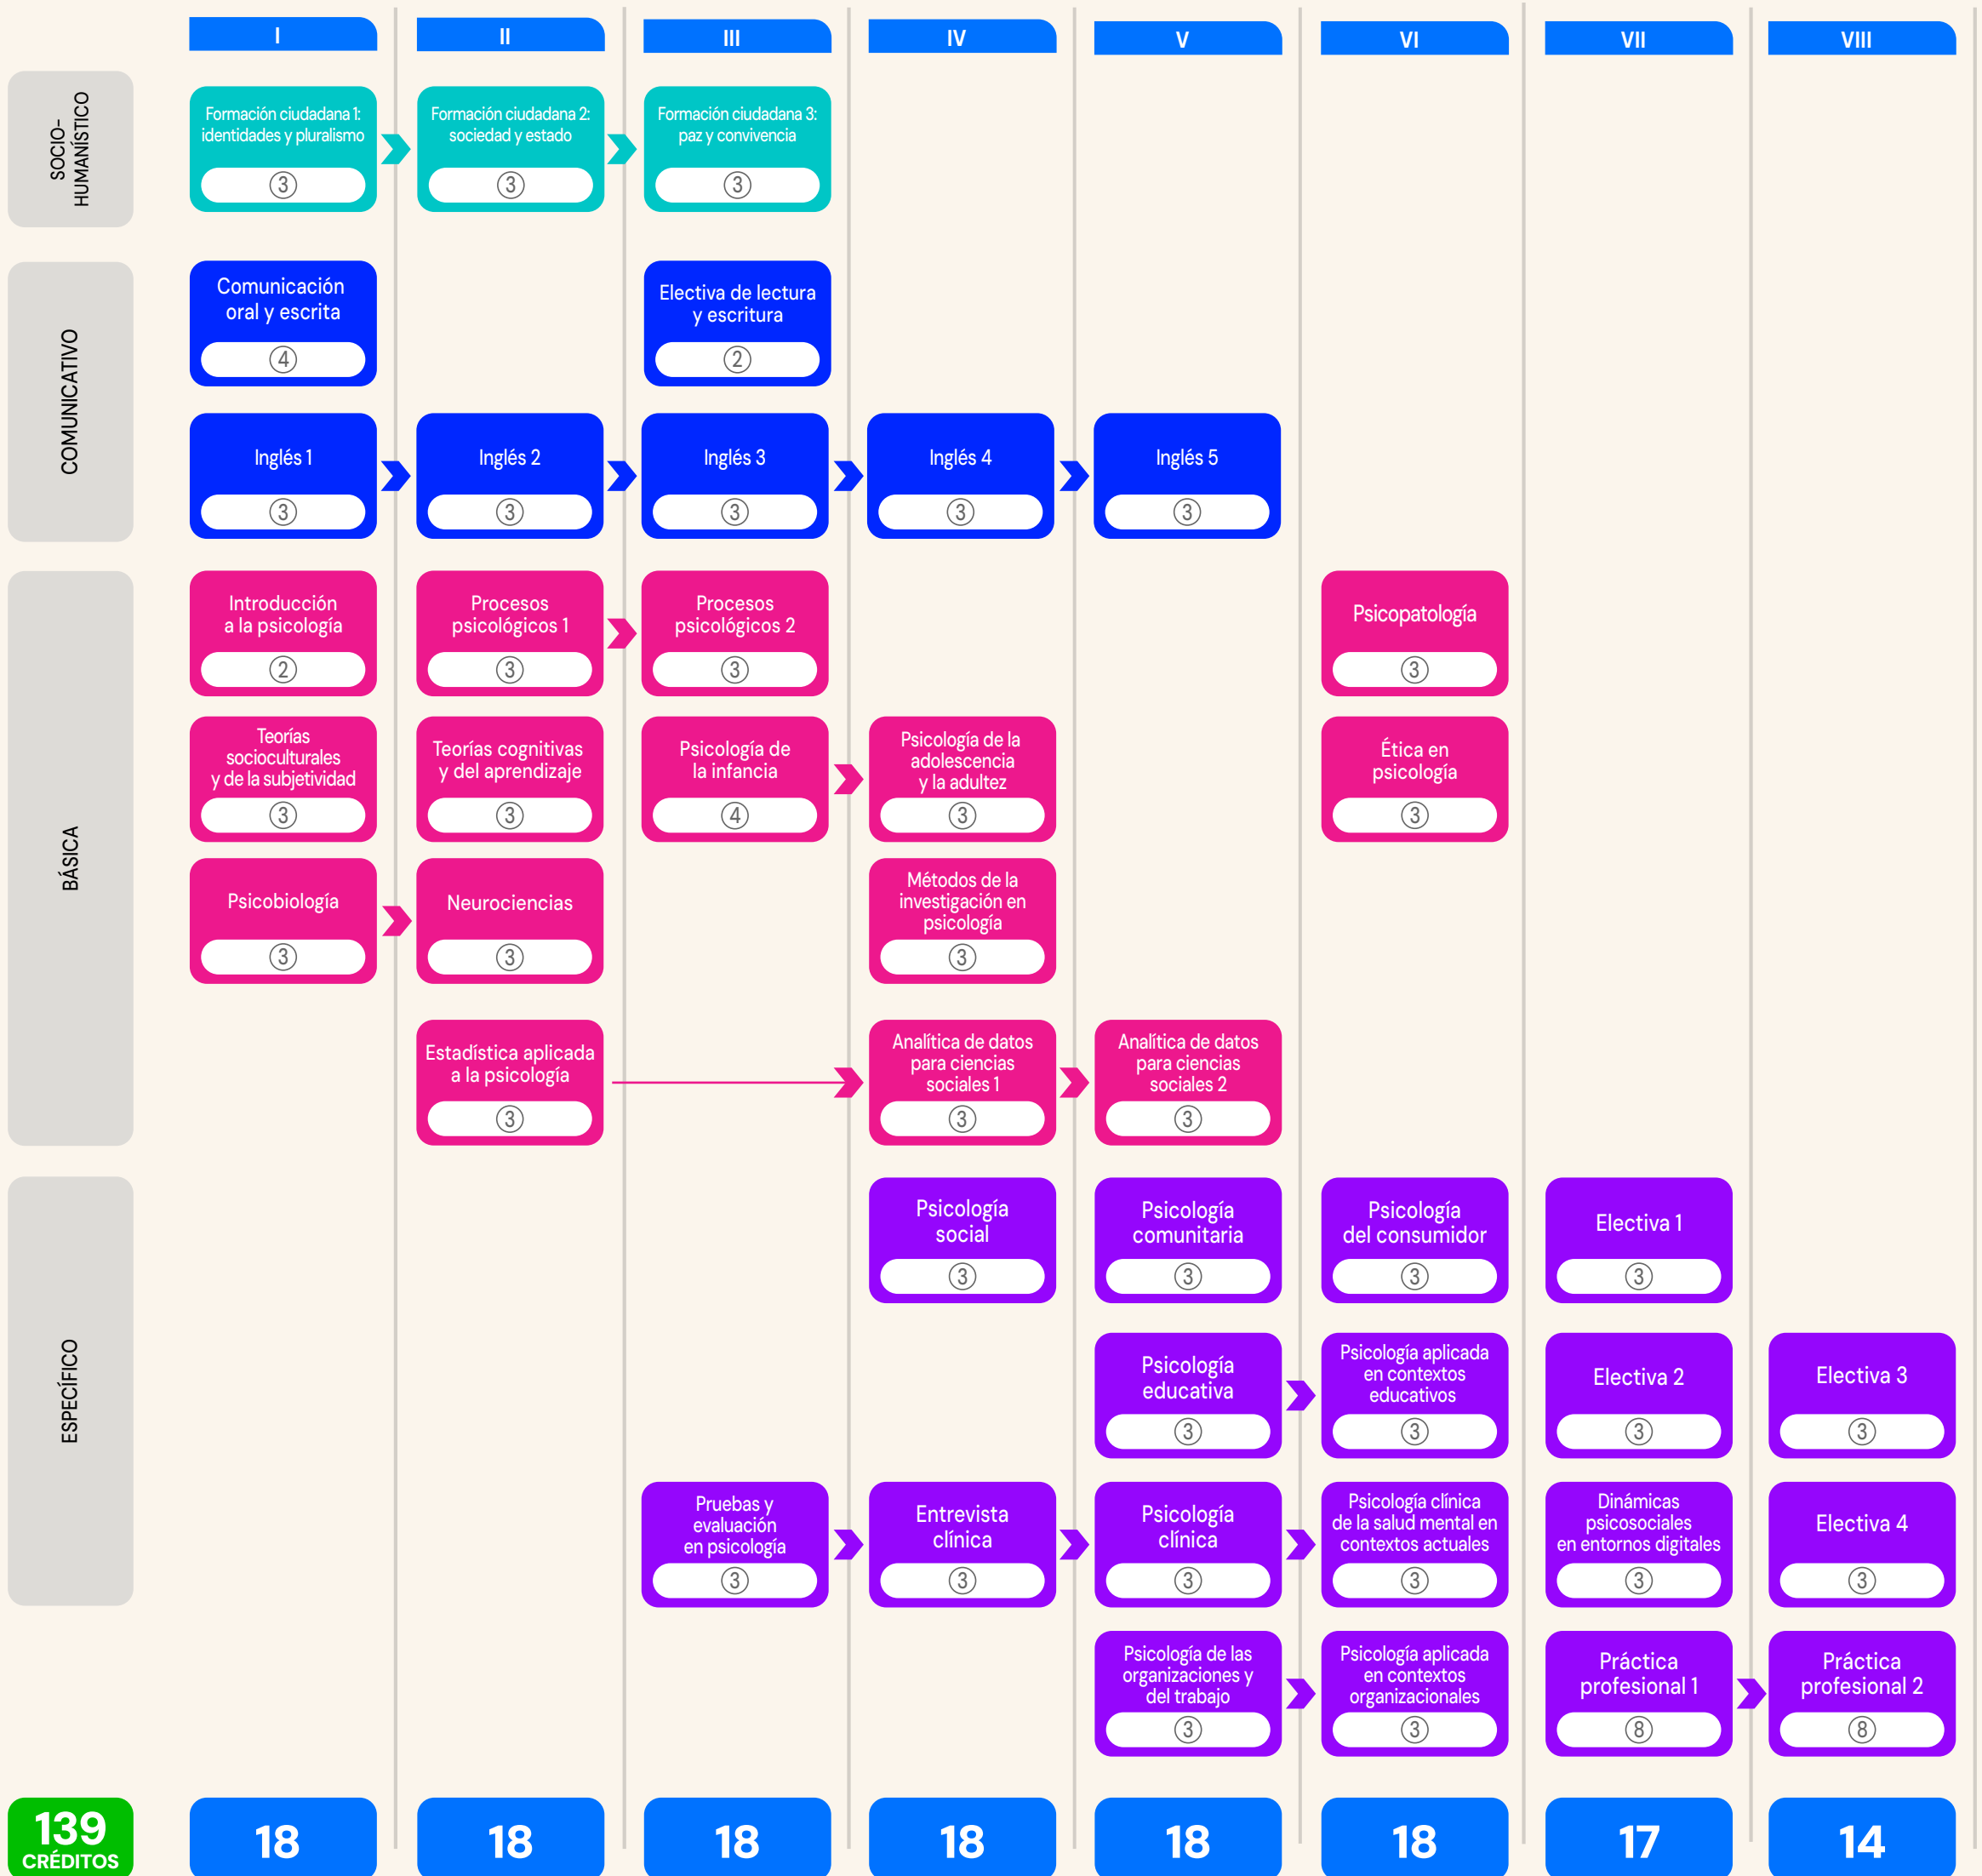 I
II
III
IV
V
VI
VII
VIII
SOCIO-
HUMANÍSTICO
Formación ciudadana 1:
identidades y pluralismo
3
Formación ciudadana 2:
sociedad y estado
3
Formación ciudadana 3:
paz y convivencia
3
COMUNICATIVO
Comunicación
oral y escrita
4
Electiva de lectura
y escritura
2
Inglés 1
3
Inglés 2
3
Inglés 3
3
Inglés 4
3
Inglés 5
3
BÁSICA
Introducción
a la psicología
2
Procesos
psicológicos 1
3
Procesos
psicológicos 2
3
Psicopatología
3
Teorías
socioculturales
y de la subjetividad
3
Teorías cognitivas
y del aprendizaje
3
Psicología de
la infancia
4
Psicología de la
adolescencia
y la adultez
3
Ética en
psicología
3
Psicobiología
3
Neurociencias
3
Métodos de la
investigación en
psicología
3
Estadística aplicada
a la psicología
3
Analítica de datos
para ciencias
sociales 1
3
Analítica de datos
para ciencias
sociales 2
3
ESPECÍFICO
Psicología
social
3
Psicología
comunitaria
3
Psicología
del consumidor
3
Electiva 1
3
Psicología
educativa
3
Psicología aplicada
en contextos
educativos
3
Electiva 2
3
Electiva 3
3
Pruebas y
evaluación
en psicología
3
Entrevista
clínica
3
Psicología
clínica
3
Psicología clínica
de la salud mental en
contextos actuales
3
Dinámicas
psicosociales
en entornos digitales
3
Electiva 4
3
Psicología de las
organizaciones y
del trabajo
3
Psicología aplicada
en contextos
organizacionales
3
Práctica
profesional 1
8
Práctica
profesional 2
8
139
CRÉDITOS
18
18
18
18
18
18
17
14